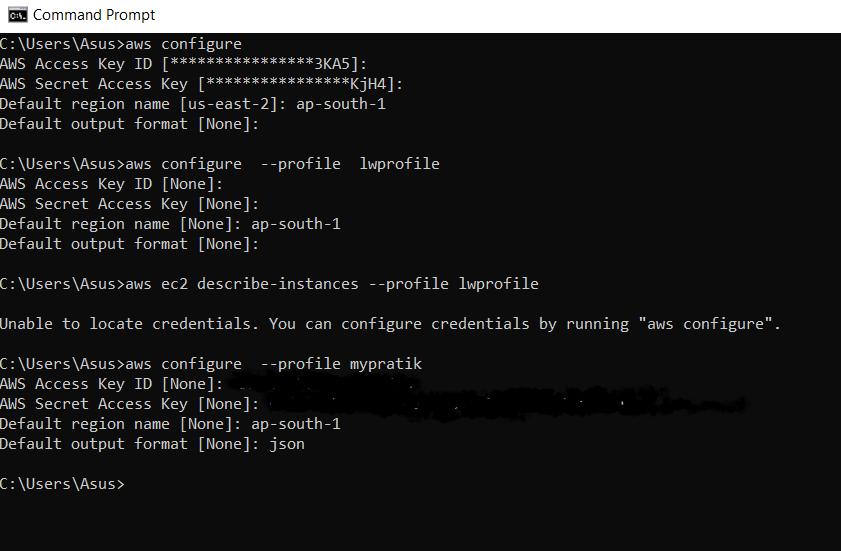 Command Prompt
C:\Users\Asus>aws configure
AWS Access Key ID [****************3KA5]:
AWS Secret Access Key [****************KjH4]:
Default region name [us-east-2]: ap-south-1
Default output format [None]:
C:\Users\Asus>aws configure  --profile  lwprofile
AWS Access Key ID [None]:
AWS Secret Access Key [None]:
Default region name [None]: ap-south-1
Default output format [None]:
C:\Users\Asus>aws ec2 describe-instances --profile lwprofile
Unable to locate credentials. You can configure credentials by running "aws configure".
C:\Users\Asus>aws configure  --profile mypratik
AWS Access Key ID [None]:
AWS Secret Access Key [None]:
Default region name [None]: ap-south-1
Default output format [None]: json
C:\Users\Asus>